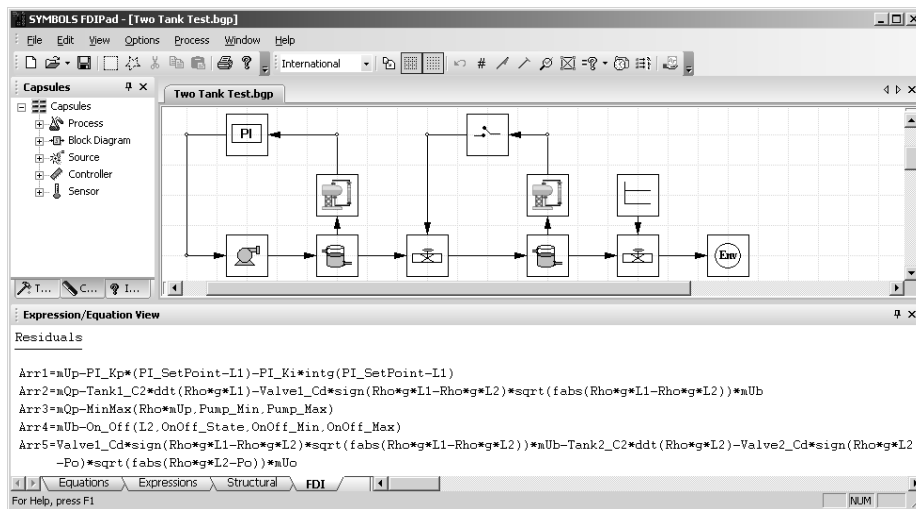 SYMBOLS FDIPad - [Two Tank Test.bgp]
File Edit View Options Process Window Help
International
Capsules
Two Tank Test.bgp
Capsules
Process
Block Diagram
Source
Controller
Sensor
PI
Env
T... C... I...
Expression/Equation View
Residuals
Arr1=mUp-PI_Kp*(PI_SetPoint-L1)-PI_Ki*intg(PI_SetPoint-L1)
Arr2=mQp-Tank1_C2*ddt(Rho*g*L1)-Valve1_Cd*sign(Rho*g*L1-Rho*g*L2)*sqrt(fabs(Rho*g*L1-Rho*g*L2))*mUb
Arr3=mQp-MinMax(Rho*mUp,Pump_Min,Pump_Max)
Arr4=mUb-On_Off(L2,OnOff_State,OnOff_Min,OnOff_Max)
Arr5=Valve1_Cd*sign(Rho*g*L1-Rho*g*L2)*sqrt(fabs(Rho*g*L1-Rho*g*L2))*mUb-Tank2_C2*ddt(Rho*g*L2)-Valve2_Cd*sign(Rho*g*L2
-Po)*sqrt(fabs(Rho*g*L2-Po))*mUo
Equations Expressions Structural FDI
For Help, press F1 NUM